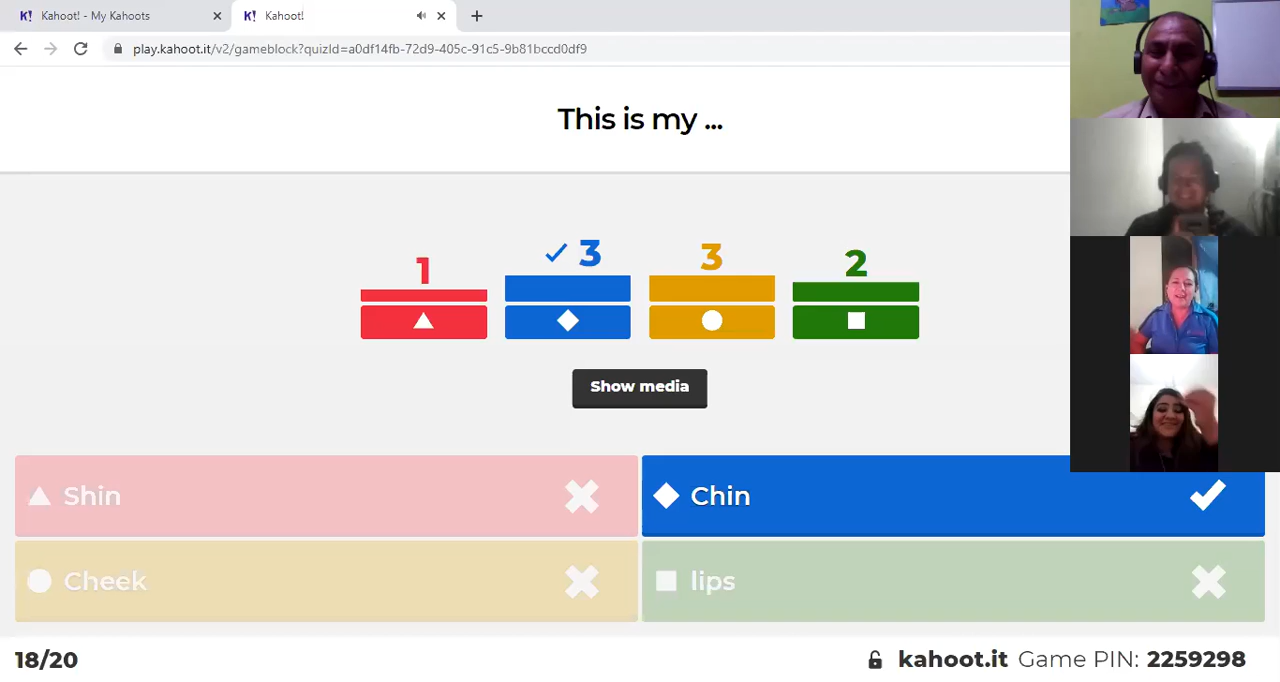 K! Kahoot! - My Kahoots
K! Kahoot!
play.kahoot.it/v2/gameblock?quizId=a0df14fb-72d9-405c-91c5-9b81bccd0df9
This is my ...
1
3
3
2
Show media
Shin
Chin
Cheek
lips
18/20
kahoot.it Game PIN: 2259298